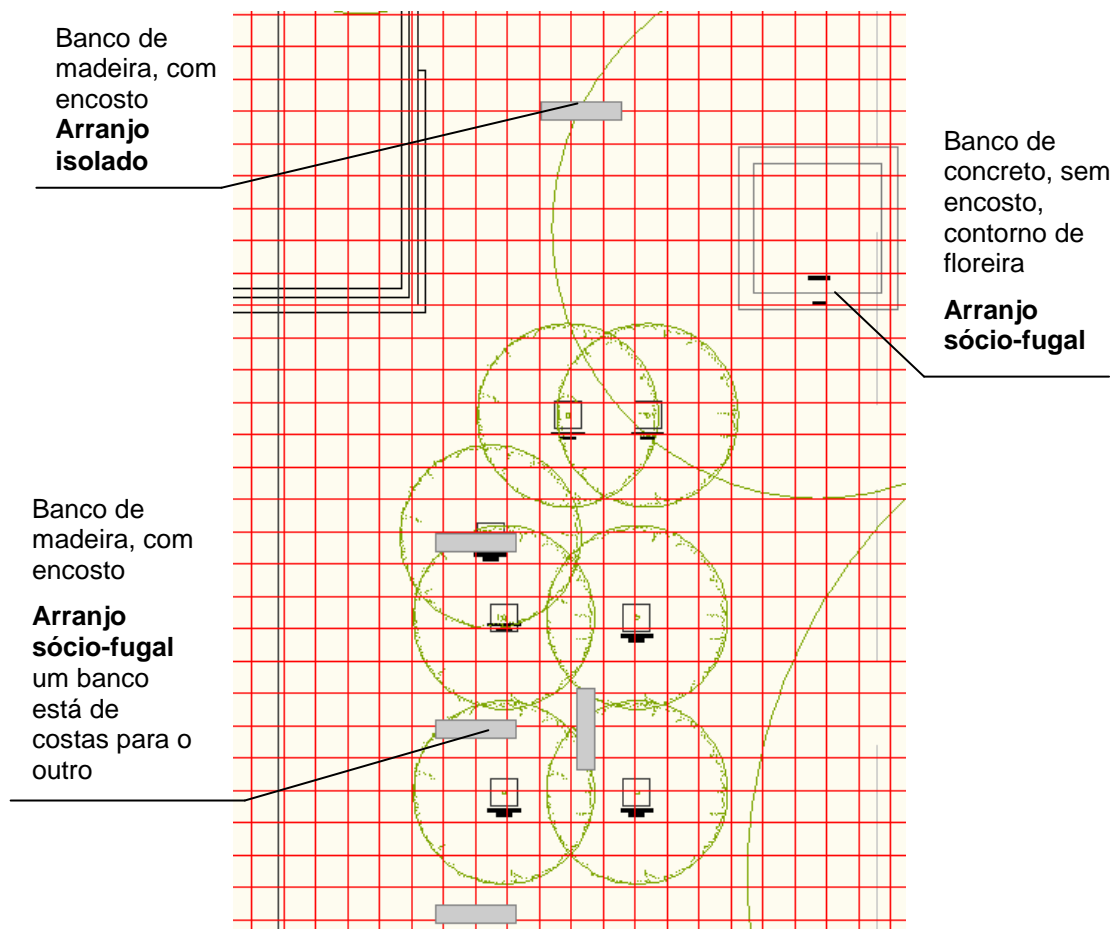 Banco de
madeira, com
encosto
Arranjo
isolado
Banco de
concreto, sem
encosto,
contorno de
floreira
Arranjo
sócio-fugal
Banco de
madeira, com
encosto
Arranjo
sócio-fugal
um banco
está de
costas para o
outro